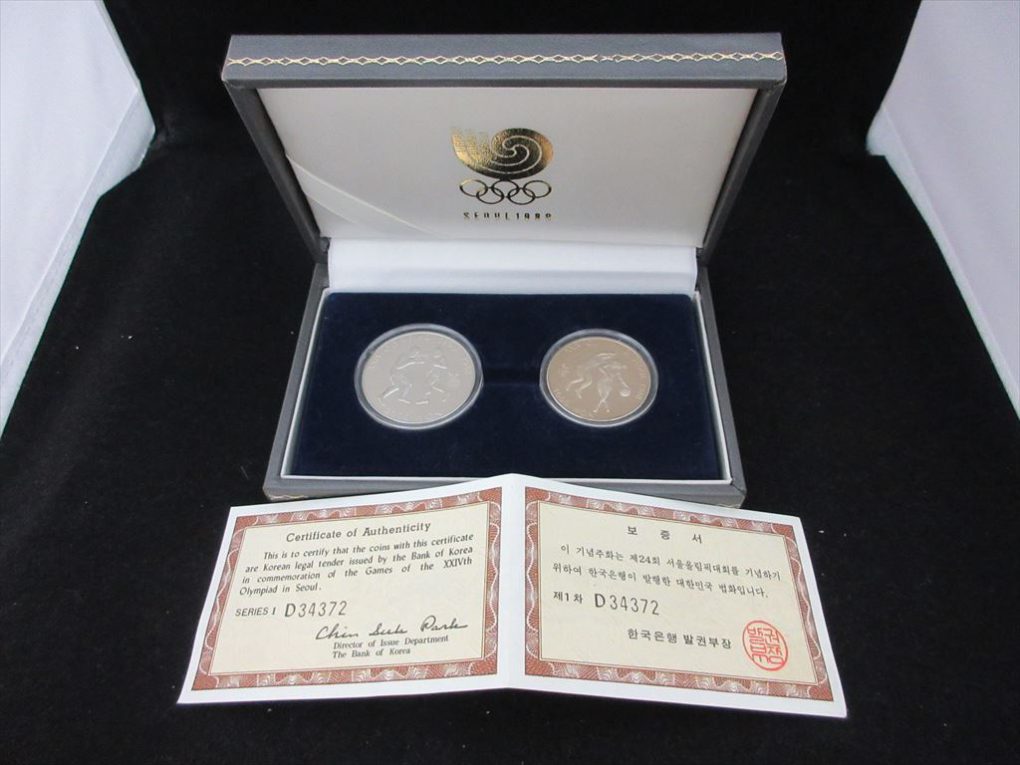 SEOUL 1988
Certificate of Authenticity
This is to certify that the coins with this certificate
are Korean legal tender issued by the Bank of Korea
in commemoration of the Games of the XXIVth
Olympiad in Seoul.
SERIES I D34372
Chin Suk Park
Director of Issue Department
The Bank of Korea
보 증 서
이 기념주화는 제24회 서울올림픽대회를 기념하기
위하여 한국은행이 발행한 대한민국 법화입니다.
제1차 D34372
한국은행 발권부장